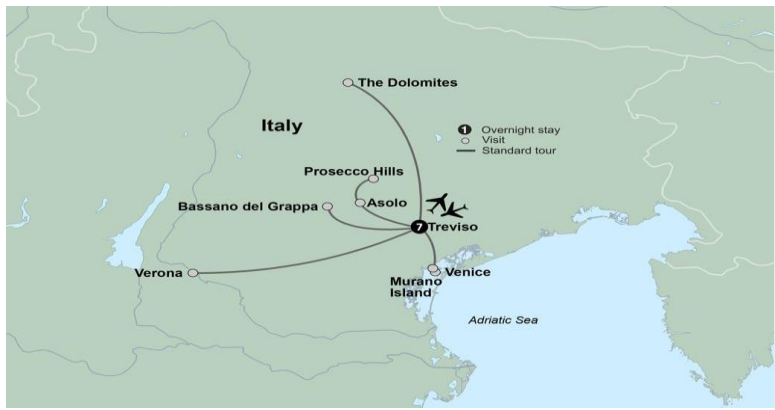 The Dolomites
Italy
1 Overnight stay
Visit
Standard tour
Prosecco Hills
Asolo
Bassano del Grappa
7 Treviso
Verona
Venice
Murano
Island
Adriatic Sea